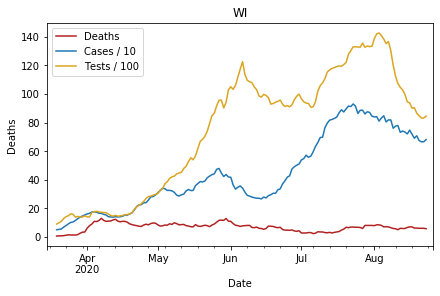 WI
Deaths
Cases / 10
Tests / 100
140
120
100
80
60
40
20
0
Deaths
Apr
2020
May
Jun
Jul
Aug
Date